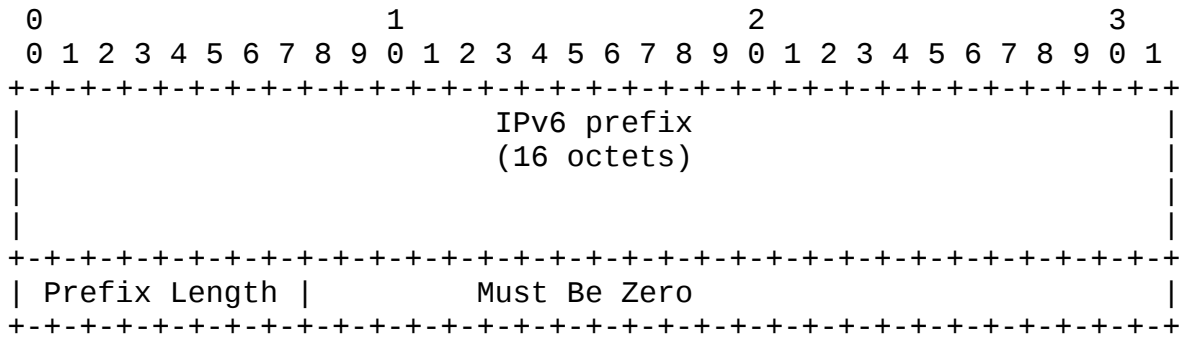 0                   1                   2                   3
 0 1 2 3 4 5 6 7 8 9 0 1 2 3 4 5 6 7 8 9 0 1 2 3 4 5 6 7 8 9 0 1
+-+-+-+-+-+-+-+-+-+-+-+-+-+-+-+-+-+-+-+-+-+-+-+-+-+-+-+-+-+-+-+-+
|                          IPv6 prefix                          |
|                          (16 octets)                          |
|                                                               |
|                                                               |
+-+-+-+-+-+-+-+-+-+-+-+-+-+-+-+-+-+-+-+-+-+-+-+-+-+-+-+-+-+-+-+-+
| Prefix Length |         Must Be Zero                          |
+-+-+-+-+-+-+-+-+-+-+-+-+-+-+-+-+-+-+-+-+-+-+-+-+-+-+-+-+-+-+-+-+